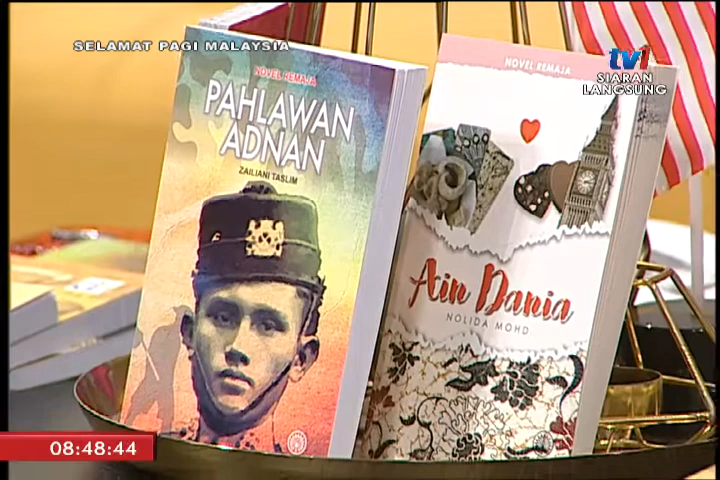 SELAMAT PAGI MALAYSIA
tv1
SIARAN
LANGSUNG
NOVEL REMAJA
PAHLAWAN
ADNAN
ZAILIANI TASLIM
NOVEL REMAJA
Ain Dania
NOLIDA MOHD
08:48:44